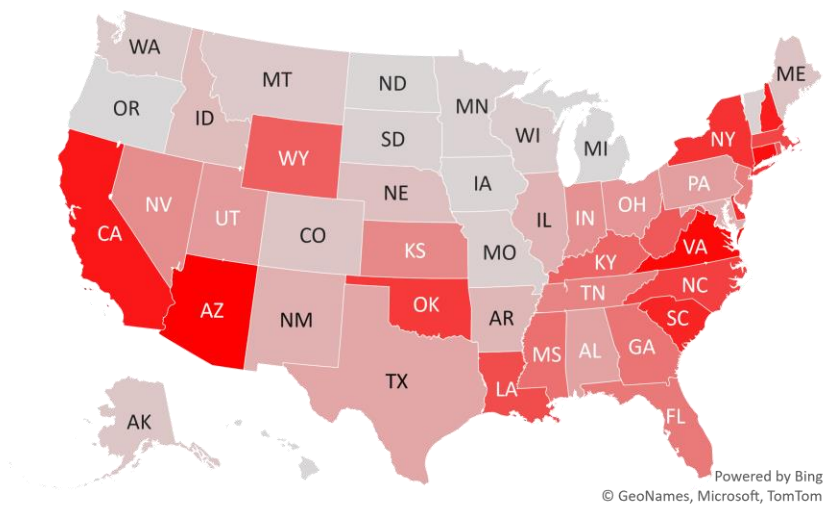 WA
MT
ND
MN
ME
OR
ID
SD
WI
MI
NY
WY
NE
IA
PA
NV
UT
CO
IL
IN
OH
CA
KS
MO
KY
VA
AZ
NM
OK
AR
TN
NC
SC
MS
AL
GA
TX
LA
FL
AK
Powered by Bing
© GeoNames, Microsoft, TomTom